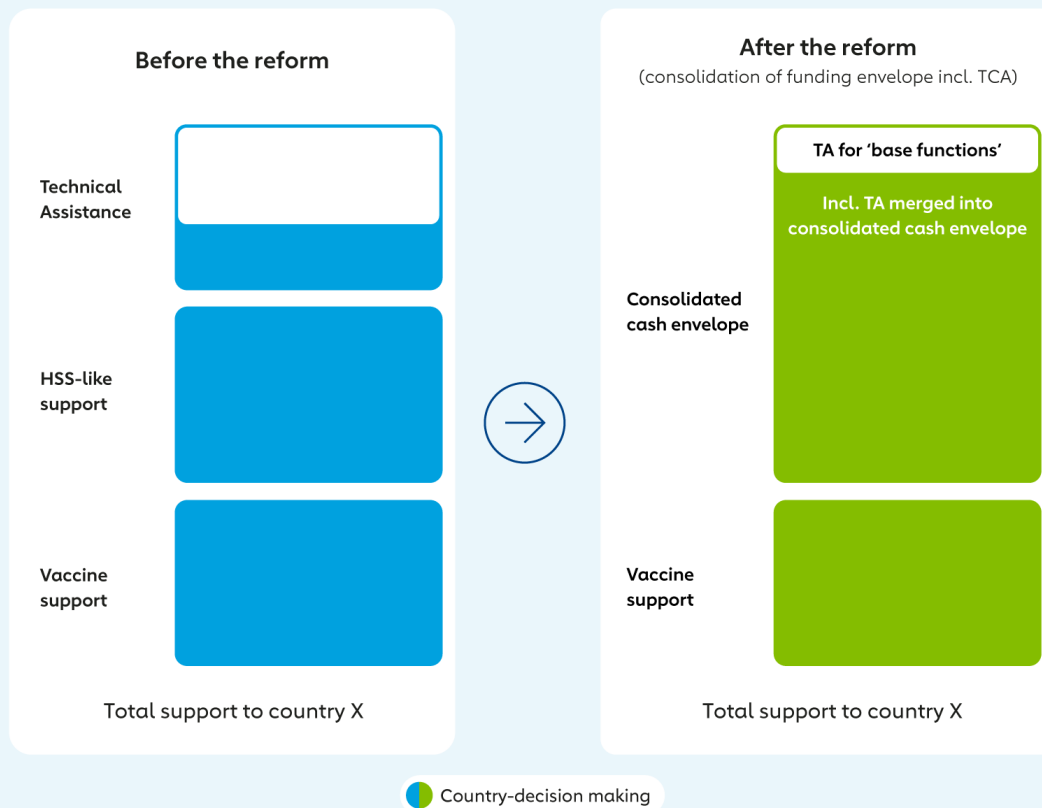 Before the reform
Technical
Assistance
HSS-like
support
Vaccine
support
Total support to country X
After the reform
(consolidation of funding envelope incl. TCA)
TA for ‘base functions’
Incl. TA merged into
consolidated cash envelope
Consolidated
cash envelope
Vaccine
support
Total support to country X
Country-decision making